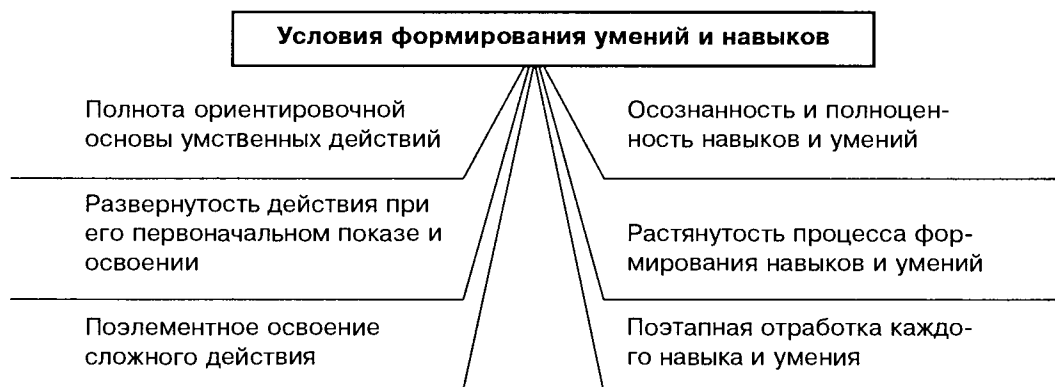 Условия формирования умений и навыков
Полнота ориентировочной
основы умственных действий
Осознанность и полноцен-
ность навыков и умений
Развернутость действия при
его первоначальном показе и
освоении
Растянутость процесса фор-
мирования навыков и умений
Поэлементное освоение
сложного действия
Поэтапная отработка каждо-
го навыка и умения